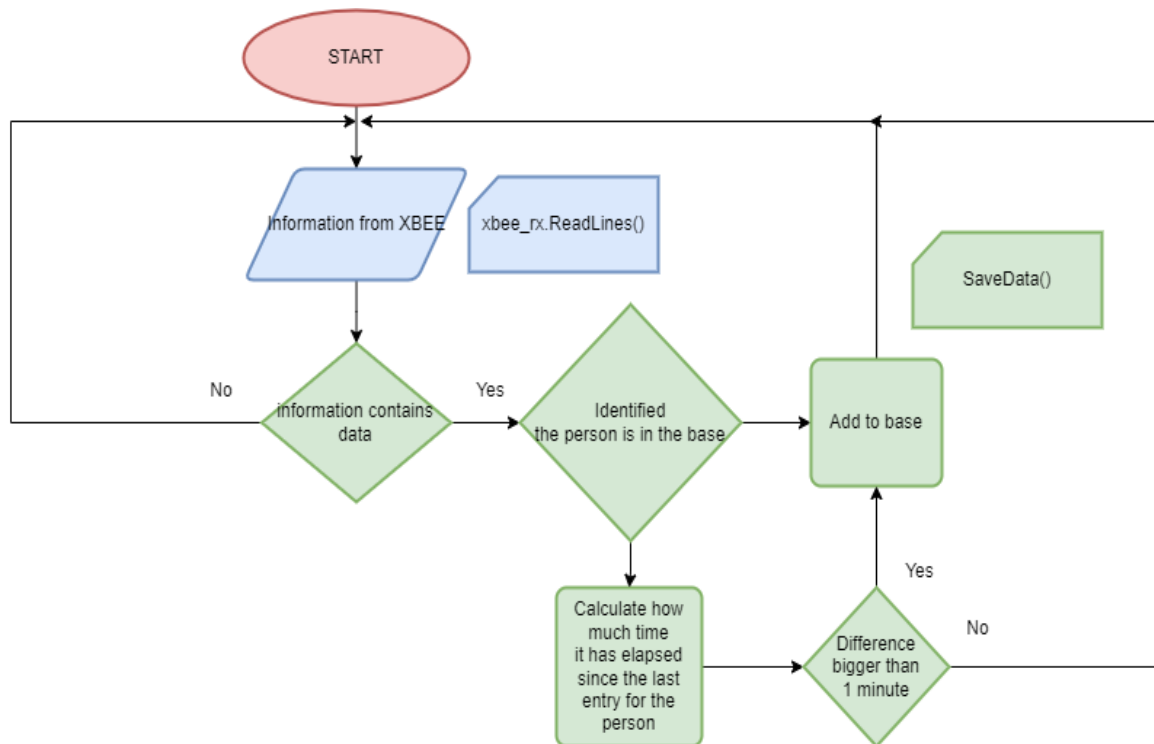 START
Information from XBEE
xbee_rx.ReadLines()
SaveData()
No
information contains
data
Yes
Identified
the person is in the base
Add to base
Calculate how
much time
it has elapsed
since the last
entry for the
person
Yes
Difference
bigger than
1 minute
No